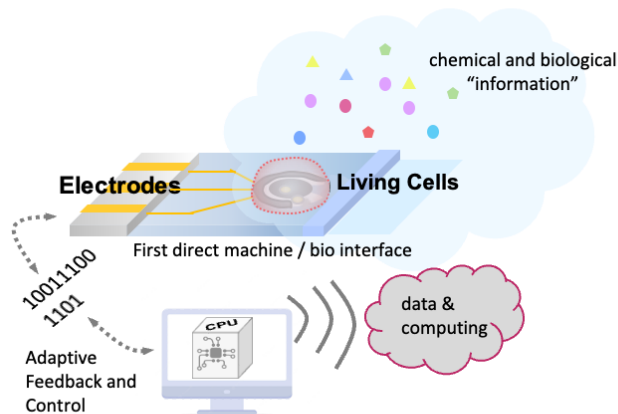 chemical and biological
“information”
Electrodes
Living Cells
First direct machine / bio interface
10011100
1101
CPU
data &
computing
Adaptive
Feedback and
Control